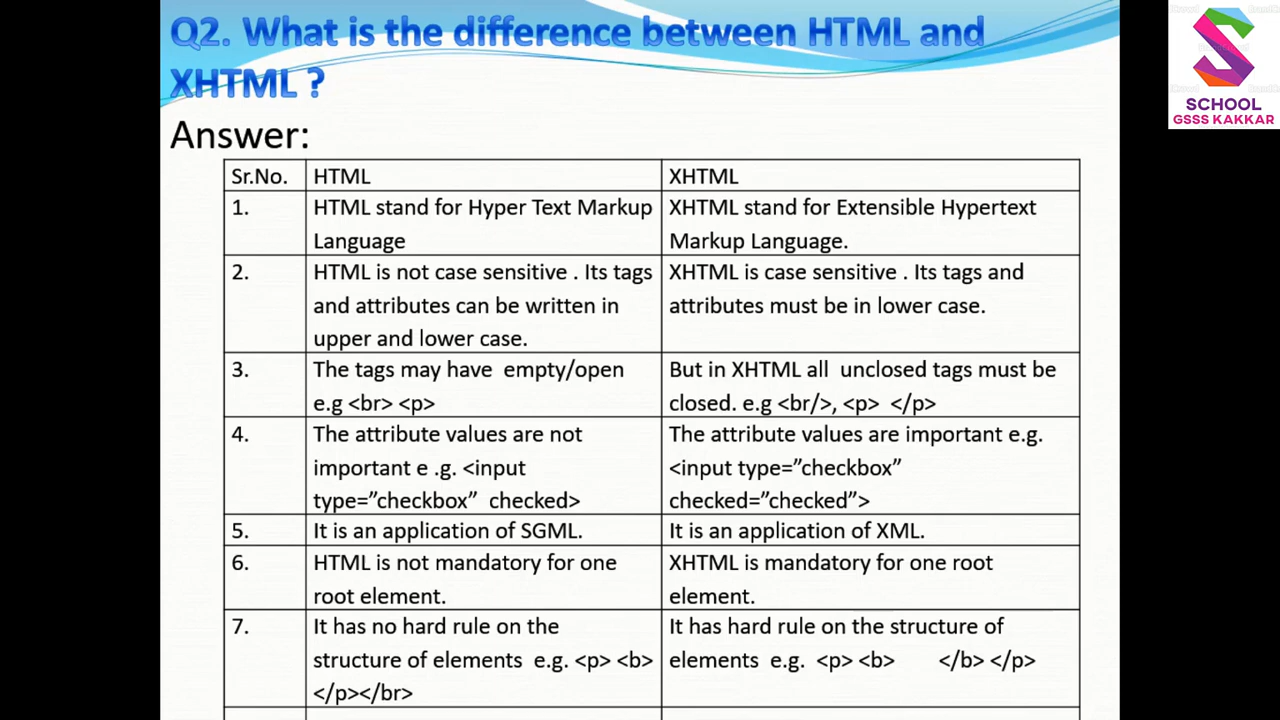 Q2. What is the difference between HTML and
XHTML ?
SCHOOL
GSSS KAKKAR
Answer:
Sr.No. HTML XHTML
1. HTML stand for Hyper Text Markup XHTML stand for Extensible Hypertext
Language Markup Language.
2. HTML is not case sensitive . Its tags XHTML is case sensitive . Its tags and
and attributes can be written in attributes must be in lower case.
upper and lower case.
3. The tags may have empty/open But in XHTML all unclosed tags must be
e.g <br> <p> closed. e.g <br/>, <p> </p>
4. The attribute values are not The attribute values are important e.g.
important e .g. <input <input type=”checkbox”
type=”checkbox” checked> checked=”checked”>
5. It is an application of SGML. It is an application of XML.
6. HTML is not mandatory for one XHTML is mandatory for one root
root element. element.
7. It has no hard rule on the It has hard rule on the structure of
structure of elements e.g. <p> <b> elements e.g. <p> <b> </b> </p>
</p></br>